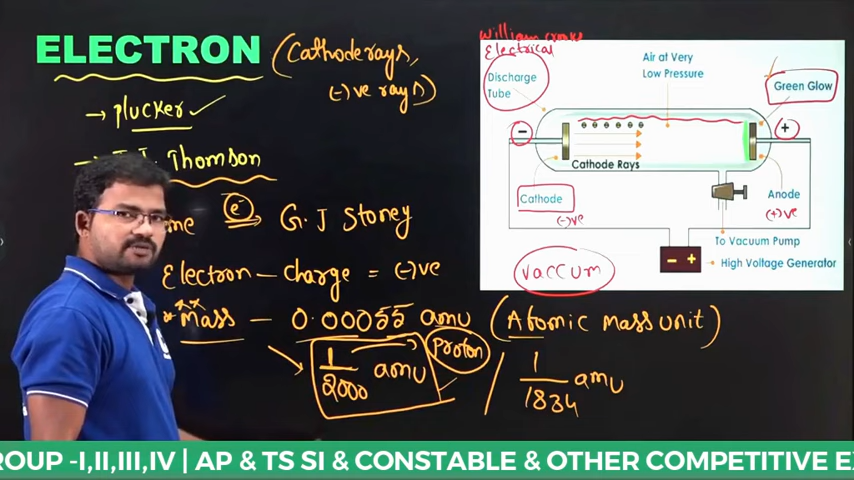 ELECTRON (Cathode rays,
(-)ve rays)
→ plucker ✓
→ J.J. Thomson
me e⁻ G.J Stoney
Electron – charge = (-)ve
* Mass – 0.00055 amu (Atomic mass unit)
→ 1/2000 amu
Proton
/ 1/1834 amu
William crooke
Electrical
Discharge
Tube
Air at Very
Low Pressure
Green Glow
−
+
Cathode Rays
Cathode
(-)ve
Anode
(+)ve
To Vacuum Pump
Vaccum
− +
High Voltage Generator
ROUP -I,II,III,IV | AP & TS SI & CONSTABLE & OTHER COMPETITIVE EX